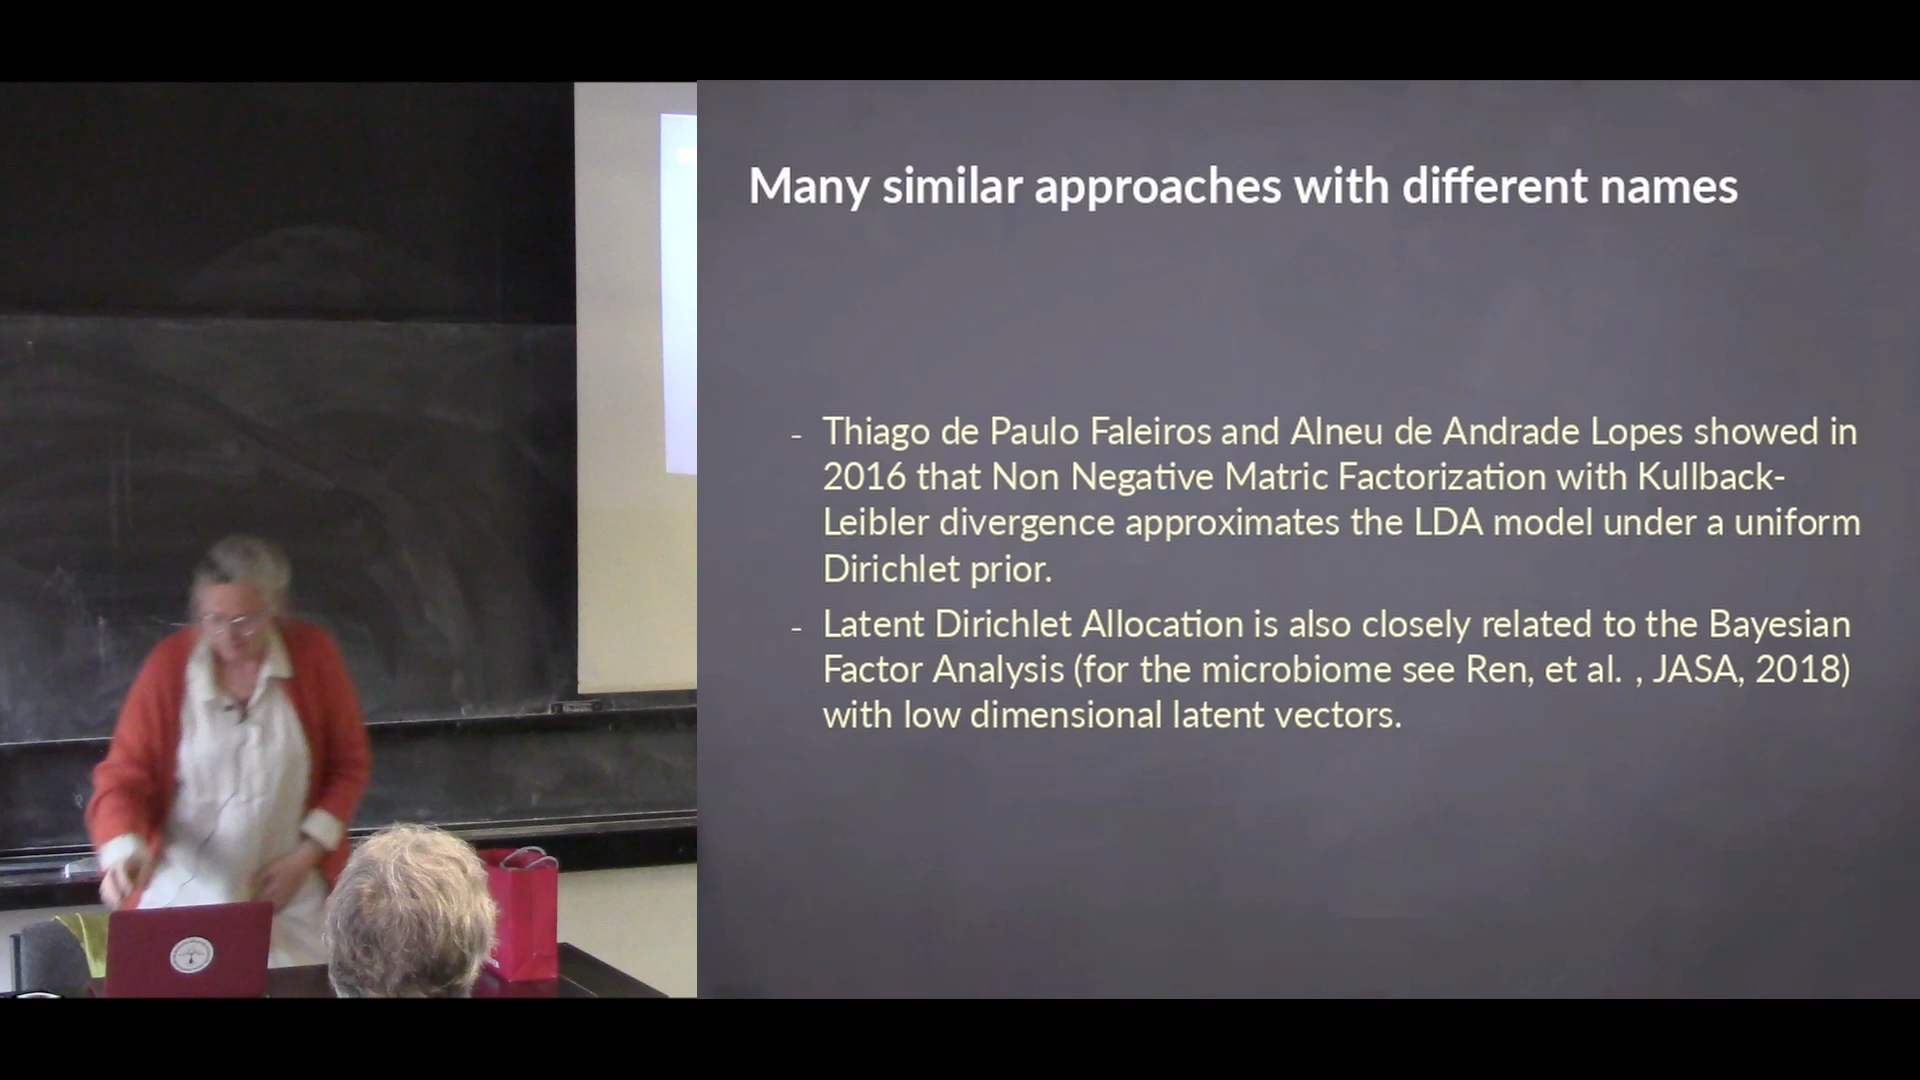 Many similar approaches with different names
- Thiago de Paulo Faleiros and Alneu de Andrade Lopes showed in
2016 that Non Negative Matric Factorization with Kullback-
Leibler divergence approximates the LDA model under a uniform
Dirichlet prior.
- Latent Dirichlet Allocation is also closely related to the Bayesian
Factor Analysis (for the microbiome see Ren, et al. , JASA, 2018)
with low dimensional latent vectors.